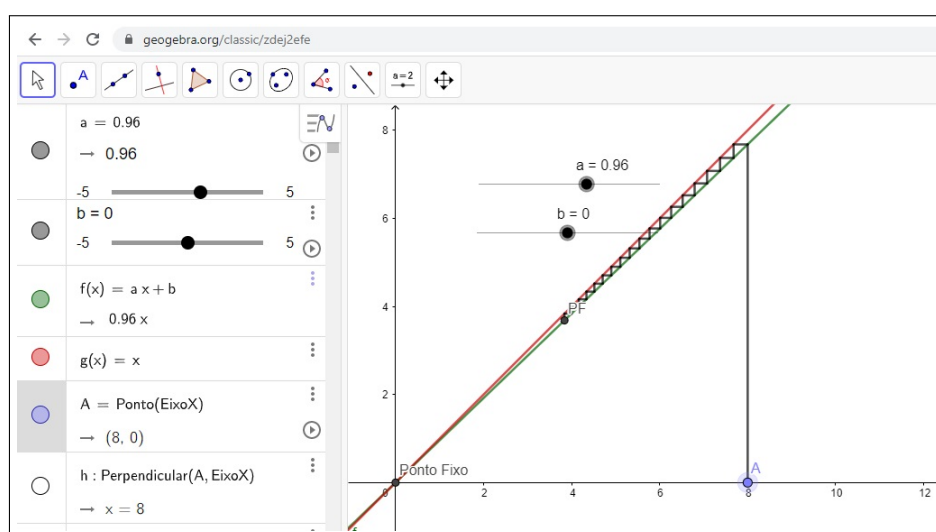 geogebra.org/classic/zdej2efe
A
a=2
a = 0.96
→ 0.96
-5 5
b = 0
-5 5
f(x) = a x + b
→ 0.96 x
g(x) = x
A = Ponto(EixoX)
→ (8, 0)
h : Perpendicular(A, EixoX)
→ x = 8
8
6
4
2
a = 0.96
b = 0
PF
Ponto Fixo
A
0 2 4 6 8 10 12
f